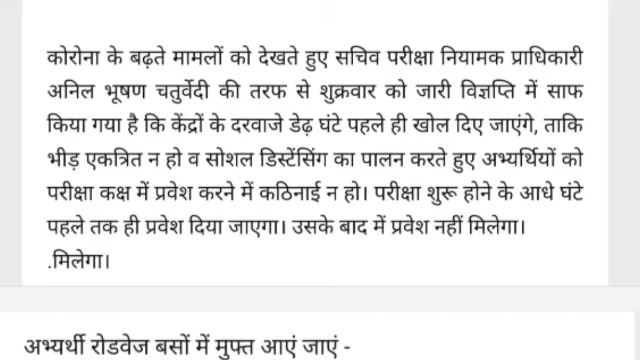 कोरोना के बढ़ते मामलों को देखते हुए सचिव परीक्षा नियामक प्राधिकारी
अनिल भूषण चतुर्वेदी की तरफ से शुक्रवार को जारी विज्ञप्ति में साफ
किया गया है कि केंद्रों के दरवाजे डेढ़ घंटे पहले ही खोल दिए जाएंगे, ताकि
भीड़ एकत्रित न हो व सोशल डिस्टेंसिंग का पालन करते हुए अभ्यर्थियों को
परीक्षा कक्ष में प्रवेश करने में कठिनाई न हो। परीक्षा शुरू होने के आधे घंटे
पहले तक ही प्रवेश दिया जाएगा। उसके बाद में प्रवेश नहीं मिलेगा।
.मिलेगा।
अभ्यर्थी रोडवेज बसों में मुफ्त आएं जाएं -